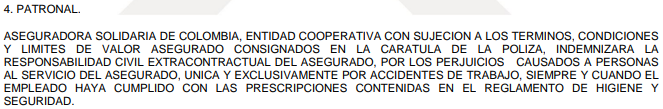 4. PATRONAL.
ASEGURADORA SOLIDARIA DE COLOMBIA, ENTIDAD COOPERATIVA CON SUJECION A LOS TERMINOS, CONDICIONES
Y LIMITES DE VALOR ASEGURADO CONSIGNADOS EN LA CARATULA DE LA POLIZA, INDEMNIZARA LA
RESPONSABILIDAD CIVIL EXTRACONTRACTUAL DEL ASEGURADO, POR LOS PERJUICIOS CAUSADOS A PERSONAS
AL SERVICIO DEL ASEGURADO, UNICA Y EXCLUSIVAMENTE POR ACCIDENTES DE TRABAJO, SIEMPRE Y CUANDO EL
EMPLEADO HAYA CUMPLIDO CON LAS PRESCRIPCIONES CONTENIDAS EN EL REGLAMENTO DE HIGIENE Y
SEGURIDAD.